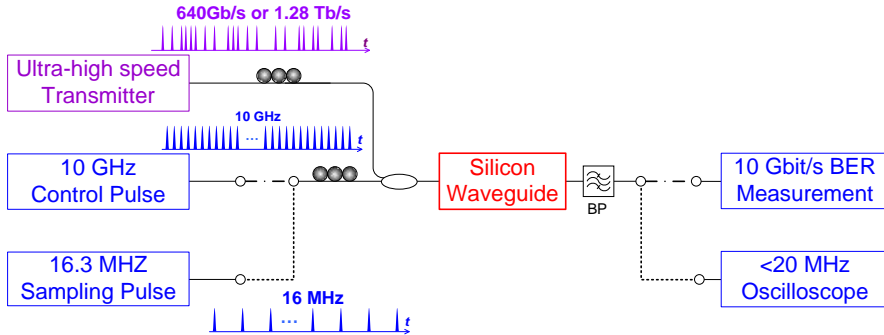 640Gb/s or 1.28 Tb/s
t
Ultra-high speed
Transmitter
10 GHz
...
t
10 GHz
Control Pulse
Silicon
Waveguide
BP
10 Gbit/s BER
Measurement
16.3 MHZ
Sampling Pulse
<20 MHz
Oscilloscope
16 MHz
...
t